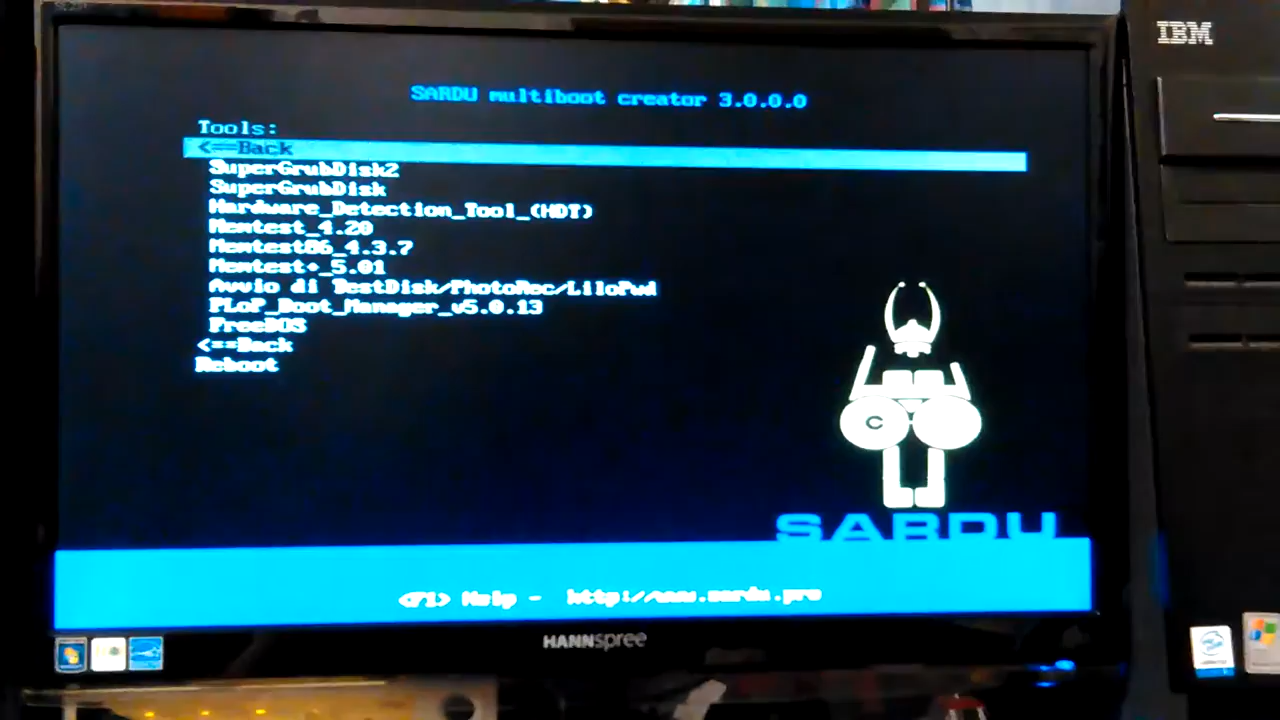 IBM
SARDU multiboot creator 3.0.0.0
Tools:
<==Back
SuperGrubDisk2
SuperGrubDisk
Hardware_Detection_Tool_(HDT)
Memtest_4.20
Memtest86_4.3.7
Memtest+_5.01
Avvio di TestDisk/PhotoRec/LiloPwd
PLoP_Boot_Manager_v5.0.13
FreeDOS
<==Back
Reboot
C
SARDU
<F1> Help - http://www.sardu.pro
HANNspree